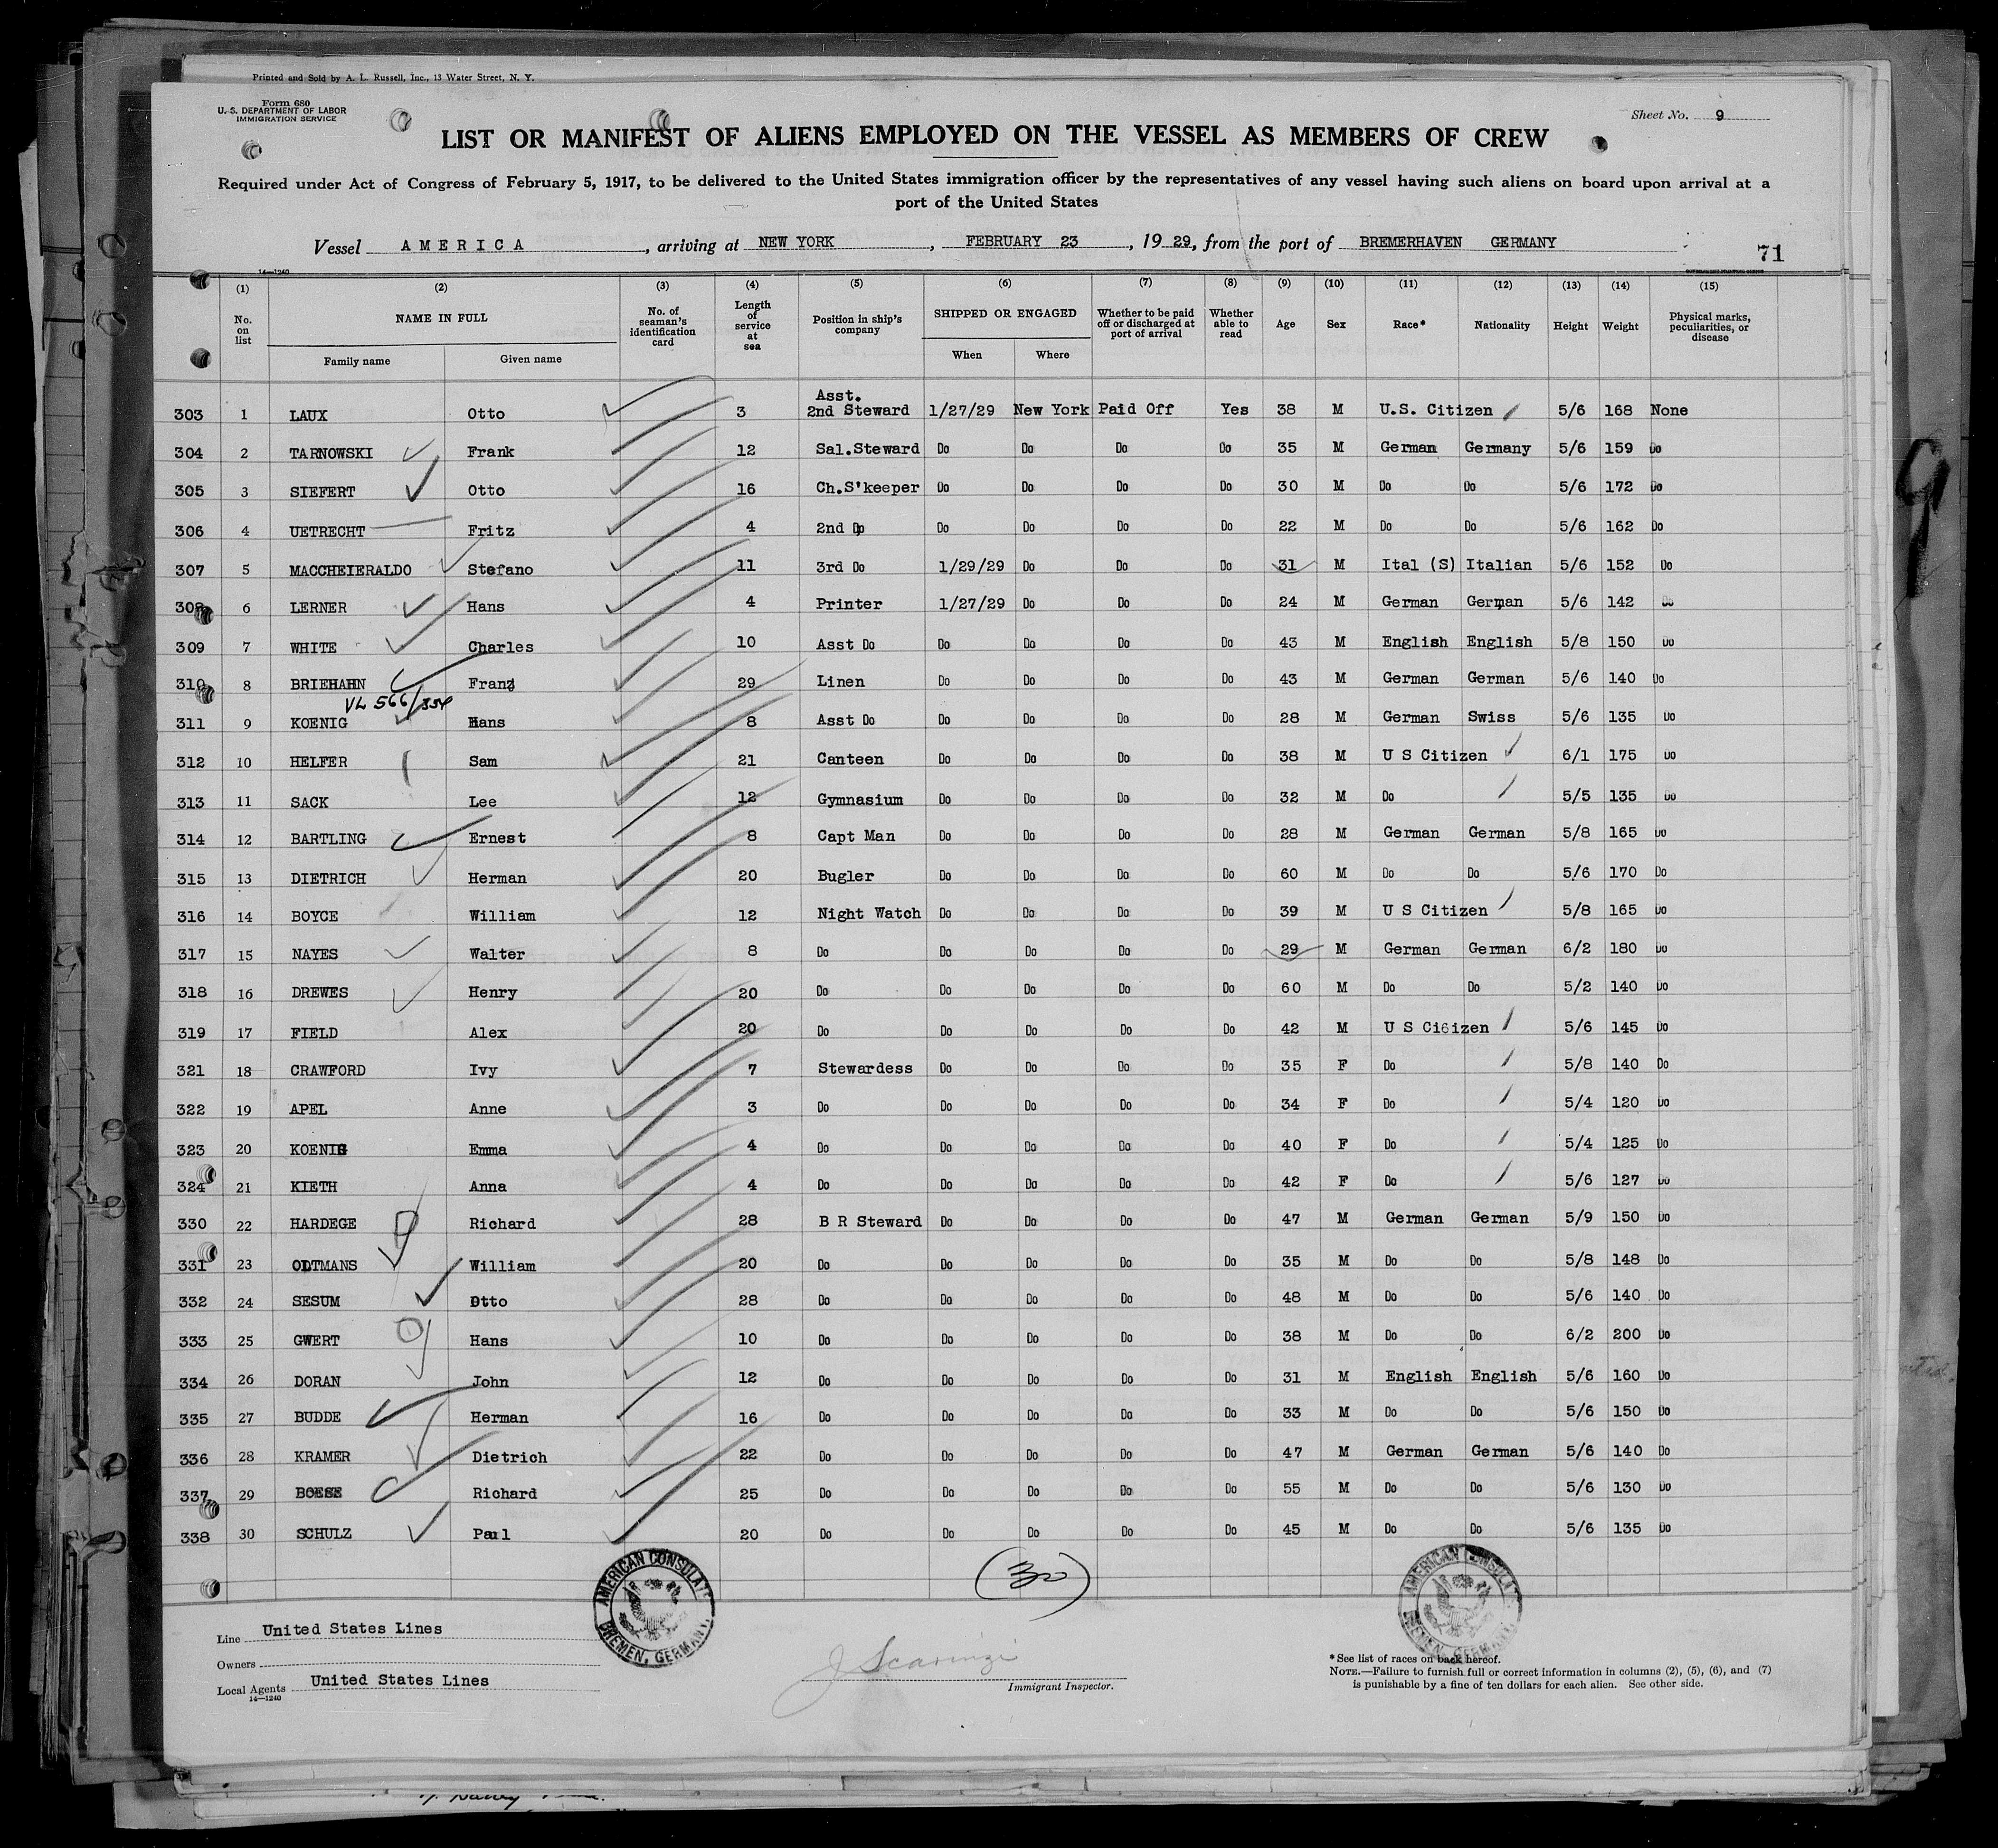 Printed and Sold by A. L. Russell, Inc., 13 Water Street, N. Y.
Form 680
U. S. DEPARTMENT OF LABOR
IMMIGRATION SERVICE
Sheet No. 9
LIST OR MANIFEST OF ALIENS EMPLOYED ON THE VESSEL AS MEMBERS OF CREW
Required under Act of Congress of February 5, 1917, to be delivered to the United States immigration officer by the representatives of any vessel having such aliens on board upon arrival at a
port of the United States
Vessel AMERICA, arriving at NEW YORK, FEBRUARY 23, 1929, from the port of BREMERHAVEN GERMANY
71
14—1240
(1) (2) (3) (4) (5) (6) (7) (8) (9) (10) (11) (12) (13) (14) (15)
No. on list NAME IN FULL Family name Given name No. of seaman's identification card Length of service at sea Position in ship's company SHIPPED OR ENGAGED When Where Whether to be paid off or discharged at port of arrival Whether able to read Age Sex Race* Nationality Height Weight Physical marks, peculiarities, or disease
303 1 LAUX Otto 3 Asst. 2nd Steward 1/27/29 New York Paid Off Yes 38 M U.S. Citizen 5/6 168 None
304 2 TARNOWSKI Frank 12 Sal.Steward Do Do Do Do 35 M German Germany 5/6 159 Do
305 3 SIEFERT Otto 16 Ch.S'keeper Do Do Do Do 30 M Do Do 5/6 172 Do
306 4 UETRECHT Fritz 4 2nd Do Do Do Do Do 22 M Do Do 5/6 162 Do
307 5 MACCHEIERALDO Stefano 11 3rd Do 1/29/29 Do Do Do 31 M Ital (S) Italian 5/6 152 Do
308 6 LERNER Hans 4 Printer 1/27/29 Do Do Do 24 M German German 5/6 142 Do
309 7 WHITE Charles 10 Asst Do Do Do Do Do 43 M English English 5/8 150 Do
310 8 BRIEHAHN Franz 29 Linen Do Do Do Do 43 M German German 5/6 140 Do
VL 566/334
311 9 KOENIG Hans 8 Asst Do Do Do Do Do 28 M German Swiss 5/6 135 Do
312 10 HELFER Sam 21 Canteen Do Do Do Do 38 M U S Citizen 6/1 175 Do
313 11 SACK Lee 12 Gymnasium Do Do Do Do 32 M Do 5/5 135 Do
314 12 BARTLING Ernest 8 Capt Man Do Do Do Do 28 M German German 5/8 165 Do
315 13 DIETRICH Herman 20 Bugler Do Do Do Do 60 M Do Do 5/6 170 Do
316 14 BOYCE William 12 Night Watch Do Do Do Do 39 M U S Citizen 5/8 165 Do
317 15 NAYES Walter 8 Do Do Do Do Do 29 M German German 6/2 180 Do
318 16 DREWES Henry 20 Do Do Do Do Do 60 M Do Do 5/2 140 Do
319 17 FIELD Alex 20 Do Do Do Do Do 42 M U S Ci6izen 5/6 145 Do
321 18 CRAWFORD Ivy 7 Stewardess Do Do Do Do 35 F Do 5/8 140 Do
322 19 APEL Anne 3 Do Do Do Do Do 34 F Do 5/4 120 Do
323 20 KOENIG Emma 4 Do Do Do Do Do 40 F Do 5/4 125 Do
324 21 KIETH Anna 4 Do Do Do Do Do 42 F Do 5/6 127 Do
330 22 HARDEGE Richard 28 B R Steward Do Do Do Do 47 M German German 5/9 150 Do
331 23 OLTMANS William 20 Do Do Do Do Do 35 M Do Do 5/8 148 Do
332 24 SESUM Otto 28 Do Do Do Do Do 48 M Do Do 5/6 140 Do
333 25 GWERT Hans 10 Do Do Do Do Do 38 M Do Do 6/2 200 Do
334 26 DORAN John 12 Do Do Do Do Do 31 M English English 5/6 160 Do
335 27 BUDDE Herman 16 Do Do Do Do Do 33 M Do Do 5/6 150 Do
336 28 KRAMER Dietrich 22 Do Do Do Do Do 47 M German German 5/6 140 Do
337 29 BOESE Richard 25 Do Do Do Do Do 55 M Do Do 5/6 130 Do
338 30 SCHULZ Paul 20 Do Do Do Do Do 45 M Do Do 5/6 135 Do
(30)
AMERICAN CONSULATE BREMEN, GERMANY.
AMERICAN CONSULATE BREMEN, GERMANY.
Line United States Lines
Owners
Local Agents United States Lines
14—1240
J Scaringi
Immigrant Inspector.
*See list of races on back hereof.
NOTE.—Failure to furnish full or correct information in columns (2), (5), (6), and (7)
is punishable by a fine of ten dollars for each alien. See other side.
9